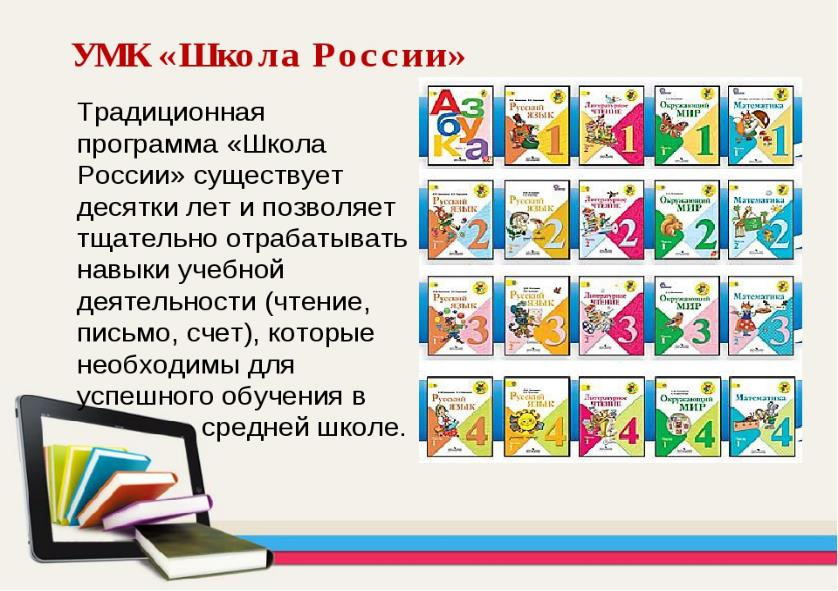 УМК «Школа России»
Традиционная
программа «Школа
России» существует
десятки лет и позволяет
тщательно отрабатывать
навыки учебной
деятельности (чтение,
письмо, счет), которые
необходимы для
успешного обучения в
средней школе.
Азбука
Русский язык 1
Литературное чтение 1
Окружающий мир 1
Математика 1
Русский язык 2
Русский язык 2
Литературное чтение 2
Окружающий мир 2
Математика 2
Русский язык 3
Русский язык 3
Литературное чтение 3
Окружающий мир 3
Математика 3
Русский язык 4
Русский язык 4
Литературное чтение 4
Окружающий мир 4
Математика 4